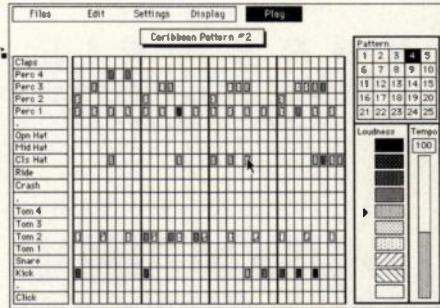 Files Edit Settings Display Play
Caribbean Pattern #2
Pattern
1 2 3 4 5
6 7 8 9 10
11 12 13 14 15
16 17 18 19 20
21 22 23 24 25
Loudness Tempo
100
Claps
Perc 4
Perc 3
Perc 2
Perc 1
.
Opn Hat
Mid Hat
Cls Hat
Ride
Crash
.
Tom 4
Tom 3
Tom 2
Tom 1
Snare
Kick
.
Click